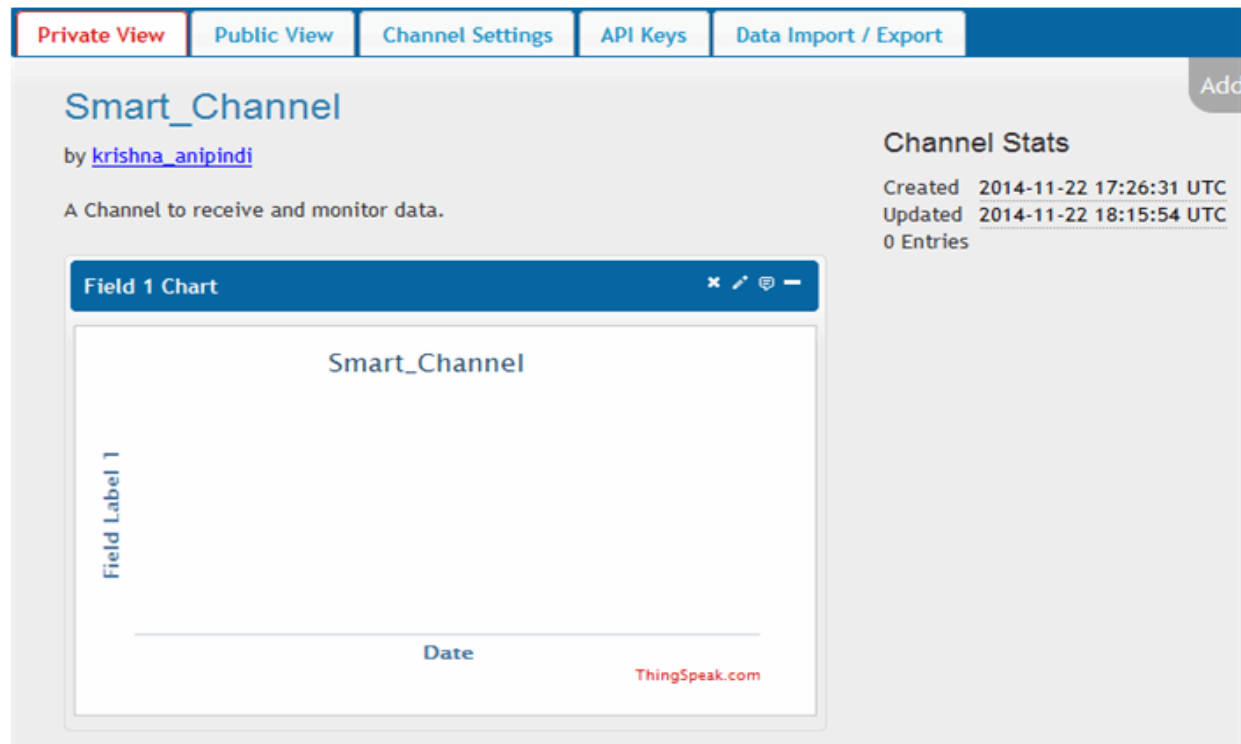 Private View
Public View
Channel Settings
API Keys
Data Import / Export
Add
Smart_Channel
by krishna_anipindi
A Channel to receive and monitor data.
Channel Stats
Created 2014-11-22 17:26:31 UTC
Updated 2014-11-22 18:15:54 UTC
0 Entries
Field 1 Chart
Smart_Channel
Field Label 1
Date
ThingSpeak.com